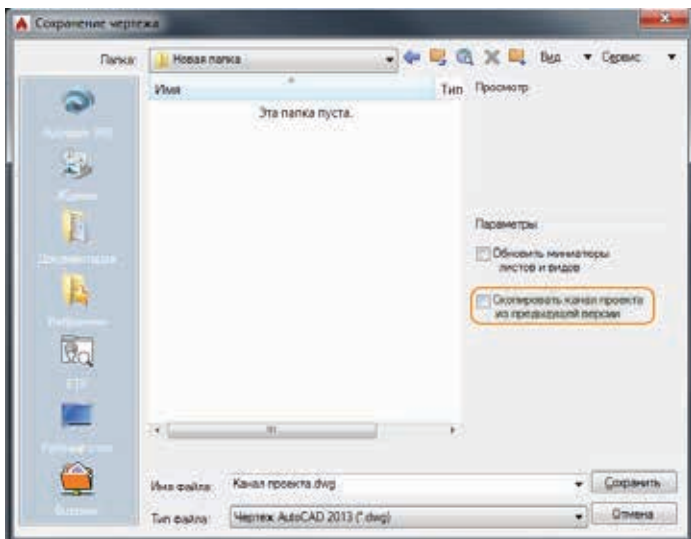 Сохранение чертежа
Папка: Новая папка Вид Сервис
Имя Тип Просмотр
Эта папка пуста.
Параметры
Обновить миниатюры
листов и видов
Скопировать канал проекта
из предыдущей версии
FTP
Имя файла: Канал проекта.dwg Сохранить
Тип файла: Чертеж AutoCAD 2013 (*.dwg) Отмена